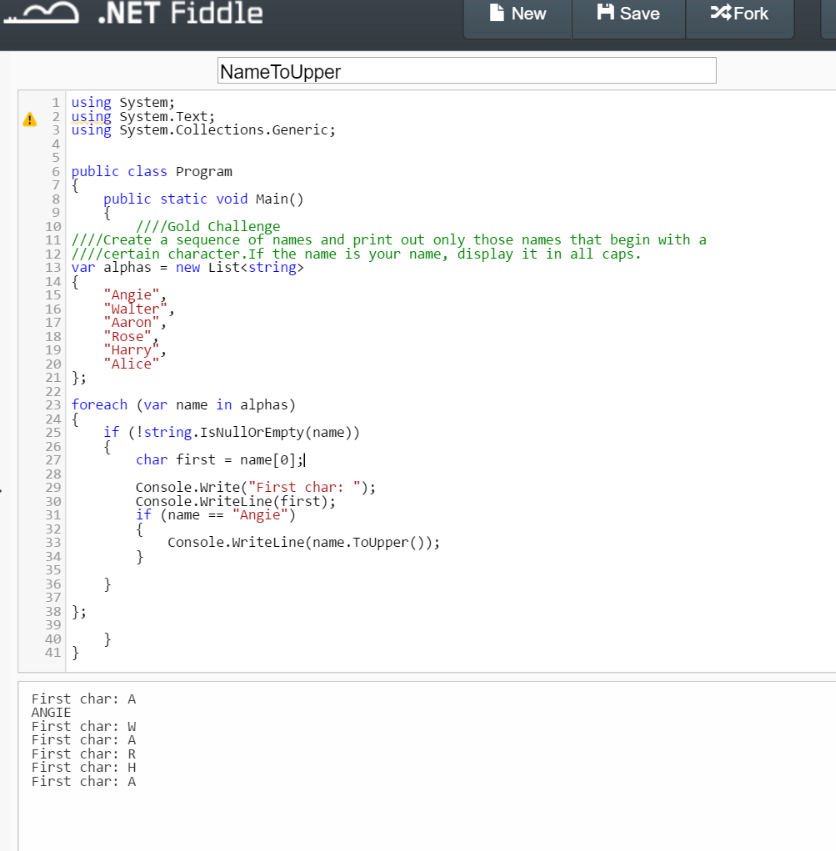 .NET Fiddle New Save Fork
NameToUpper
1 using System;
2 using System.Text;
3 using System.Collections.Generic;
4
5
6 public class Program
7 {
8     public static void Main()
9     {
10         ////Gold Challenge
11 ////Create a sequence of names and print out only those names that begin with a
12 ////certain character.If the name is your name, display it in all caps.
13 var alphas = new List<string>
14 {
15     "Angie",
16     "Walter",
17     "Aaron",
18     "Rose",
19     "Harry",
20     "Alice"
21 };
22
23 foreach (var name in alphas)
24 {
25     if (!string.IsNullOrEmpty(name))
26     {
27         char first = name[0];
28
29         Console.Write("First char: ");
30         Console.WriteLine(first);
31         if (name == "Angie")
32         {
33             Console.WriteLine(name.ToUpper());
34         }
35
36     }
37
38 };
39
40     }
41 }
First char: A
ANGIE
First char: W
First char: A
First char: R
First char: H
First char: A